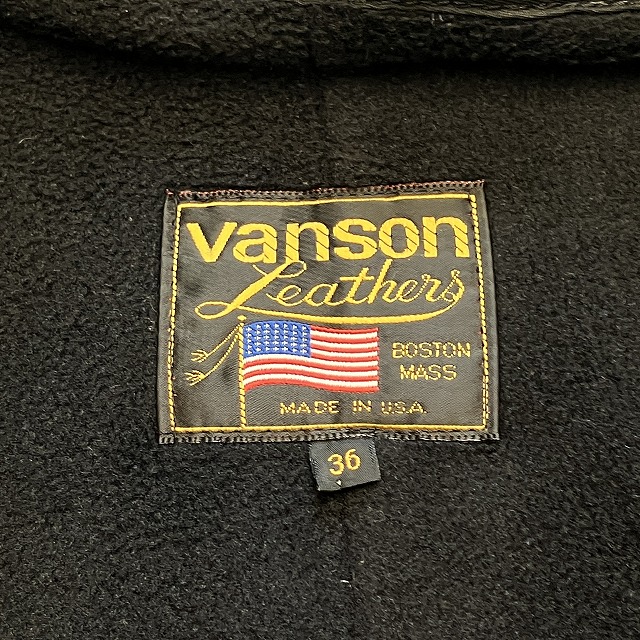 vanson
Leathers
BOSTON
MASS
MADE IN U.S.A.
36